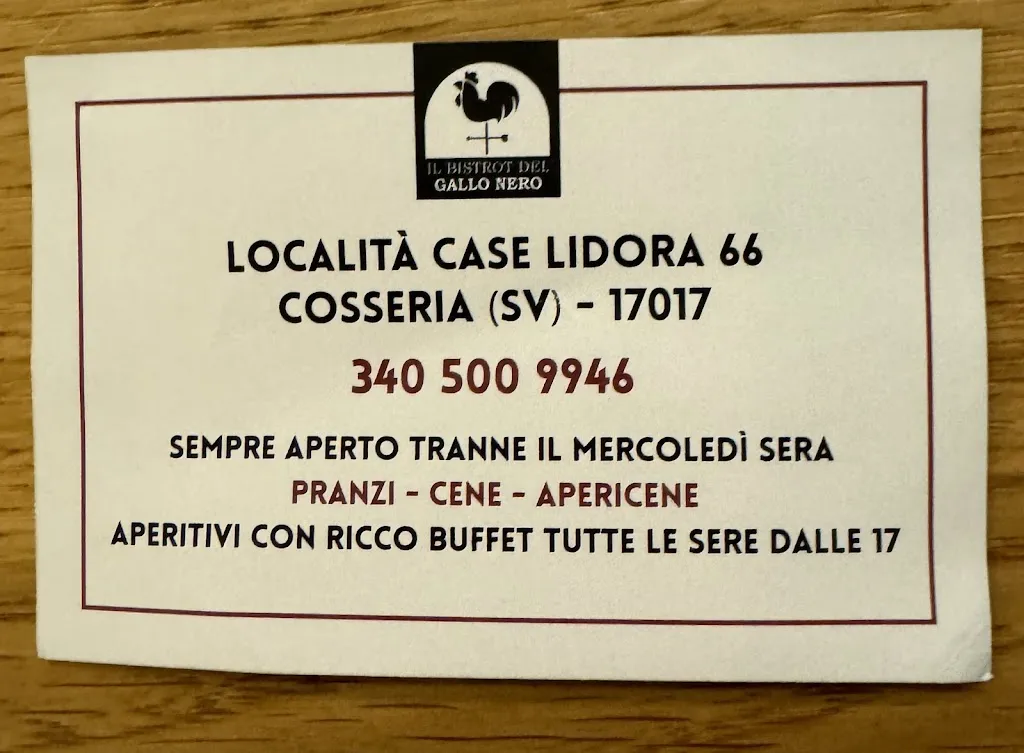 IL BISTROT DEL
GALLO NERO
LOCALITÀ CASE LIDORA 66
COSSERIA (SV) - 17017
340 500 9946
SEMPRE APERTO TRANNE IL MERCOLEDÌ SERA
PRANZI - CENE - APERICENE
APERITIVI CON RICCO BUFFET TUTTE LE SERE DALLE 17